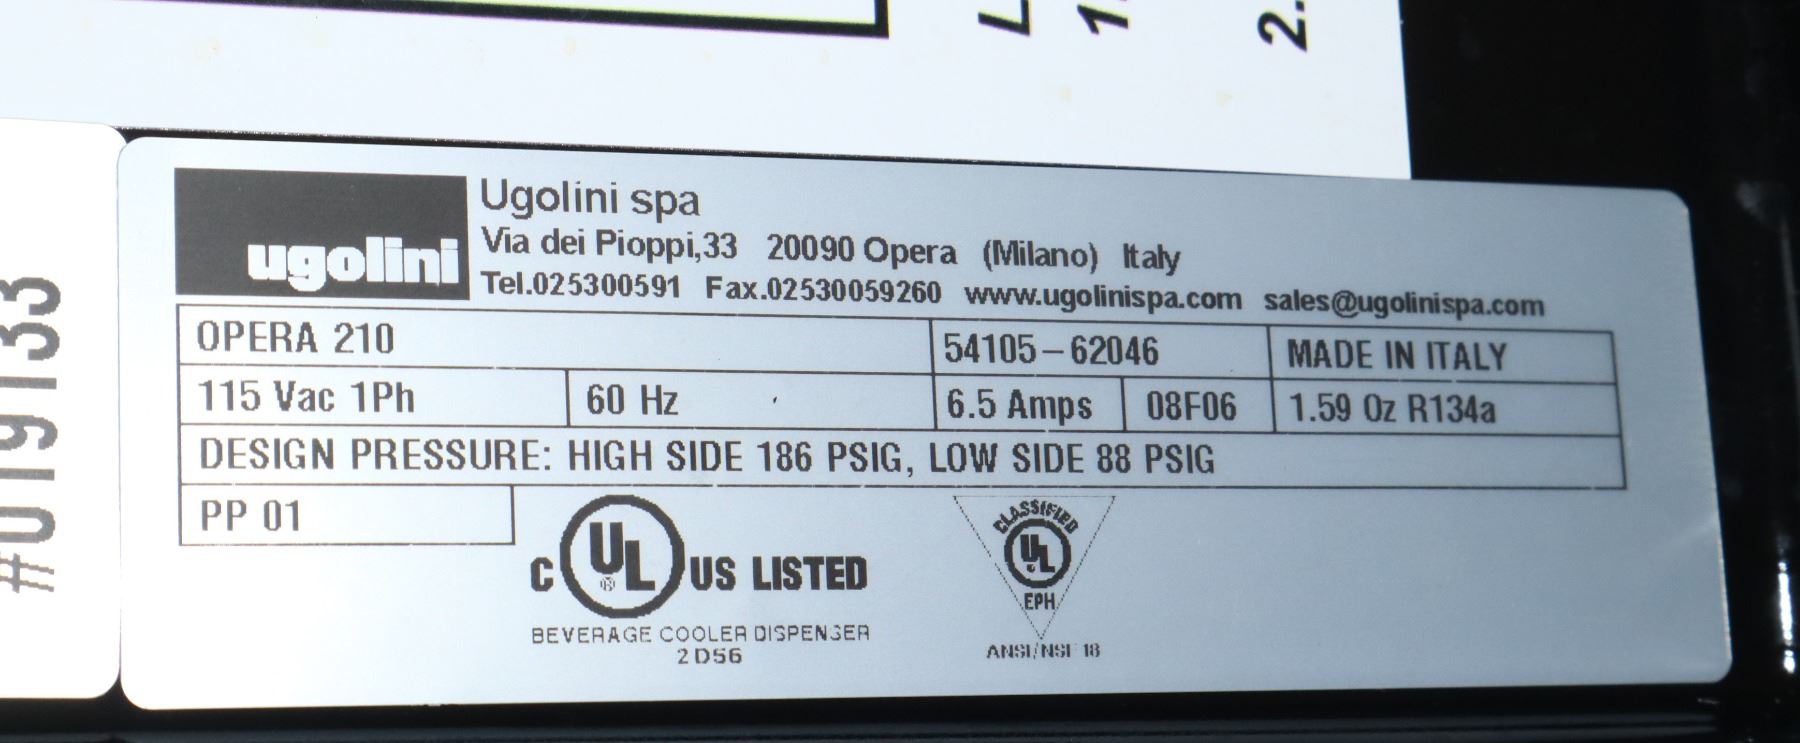 L
1.
2.
#019133
ugolini
Ugolini spa
Via dei Pioppi,33 20090 Opera (Milano) Italy
Tel.025300591 Fax.02530059260 www.ugolinispa.com sales@ugolinispa.com
OPERA 210 54105-62046 MADE IN ITALY
115 Vac 1Ph 60 Hz 6.5 Amps 08F06 1.59 Oz R134a
DESIGN PRESSURE: HIGH SIDE 186 PSIG, LOW SIDE 88 PSIG
PP 01
C UL ® US LISTED
BEVERAGE COOLER DISPENSER
2D56
CLASSIFIED
UL
EPH
ANSI/NSF 18